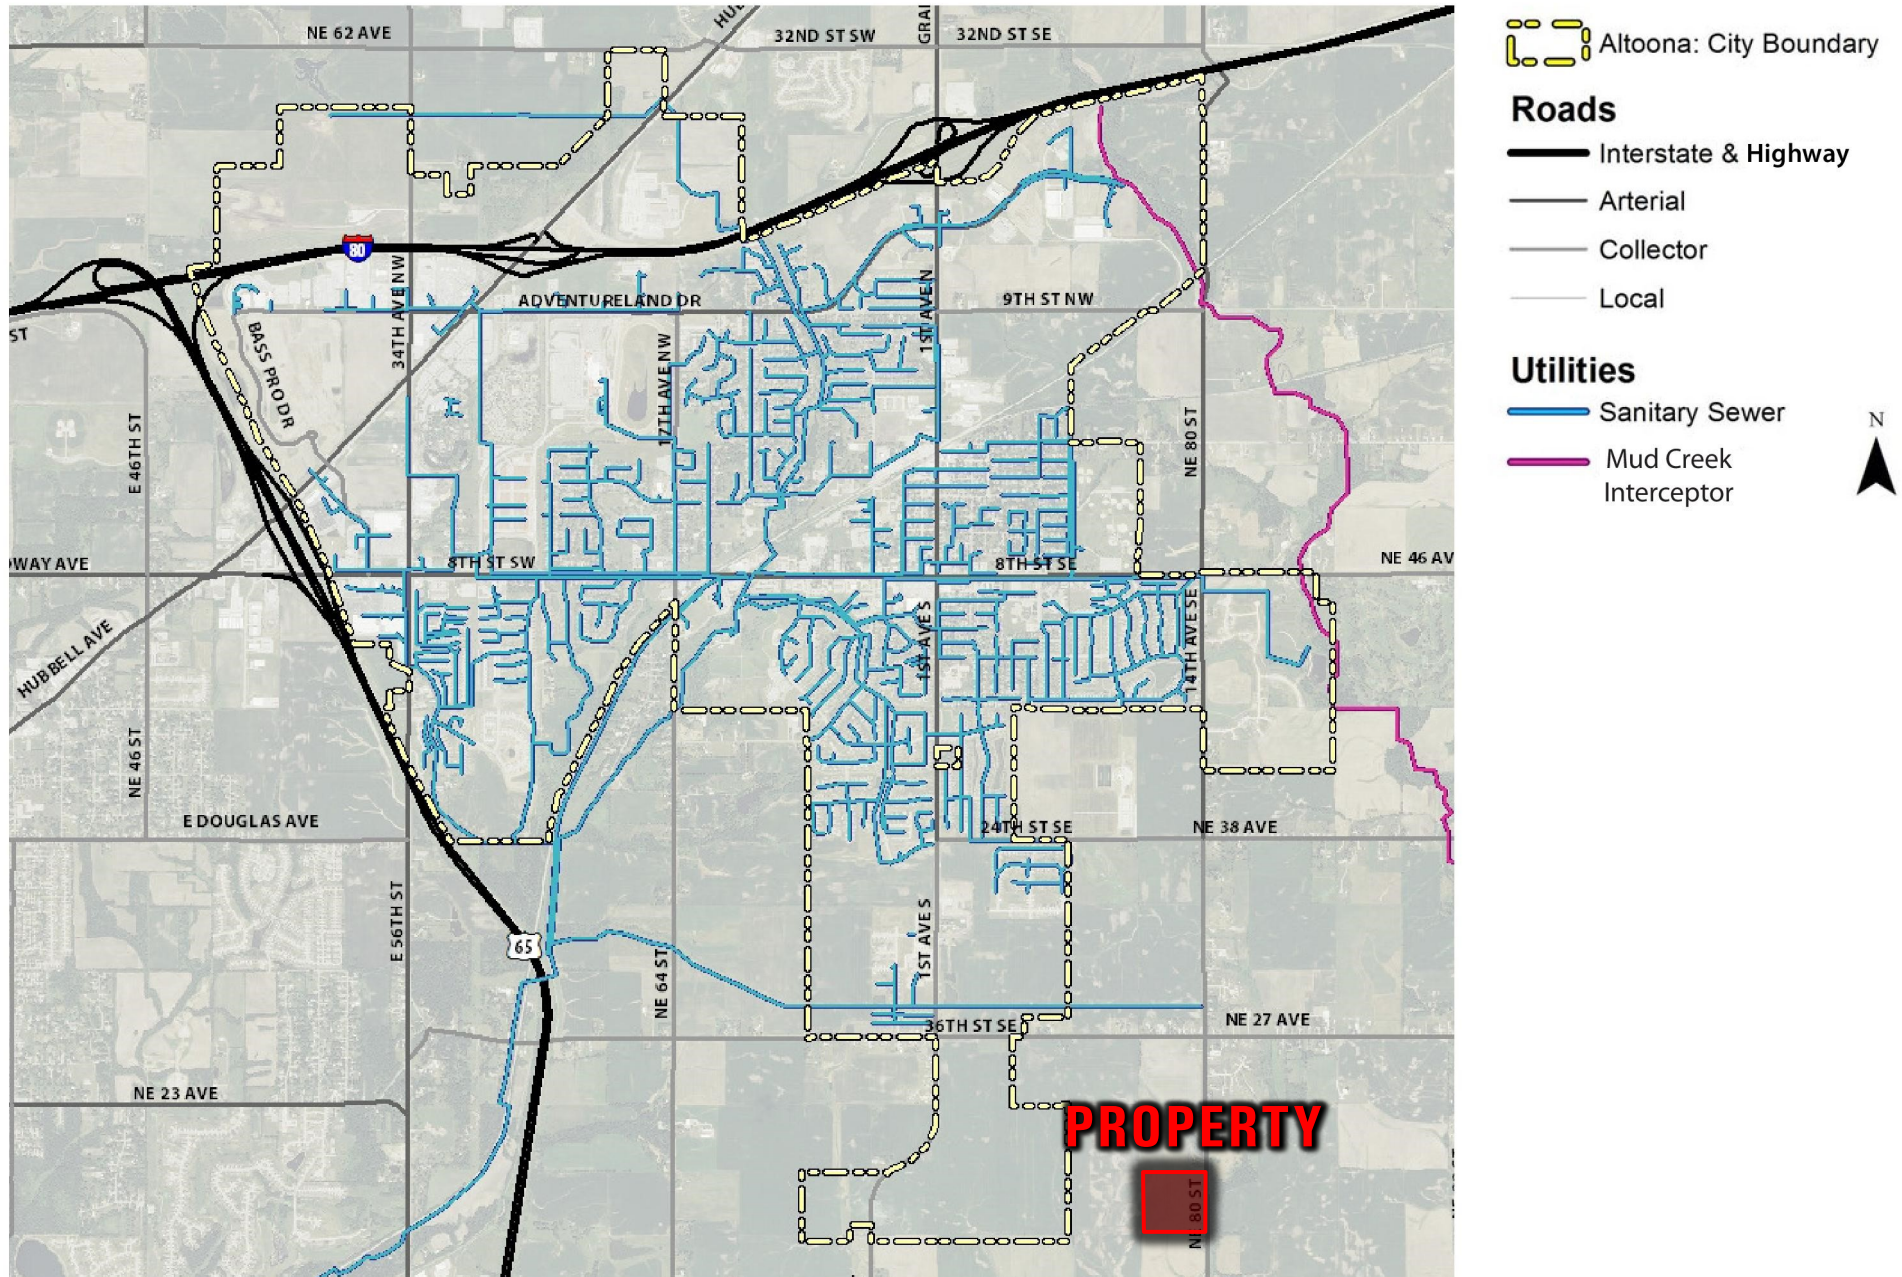 NE 62 AVE
HU
32ND ST SW
GRA
32ND ST SE
80
34TH AVE NW
ADVENTURELAND DR
1ST AVE N
9TH ST NW
ST
BASS PRO DR
17TH AVE NW
E 46TH ST
NE 80 ST
DWAY AVE
8TH ST SW
8TH ST SE
NE 46 AV
HUBBELL AVE
1ST AVE S
14TH AVE SE
NE 46 ST
E DOUGLAS AVE
24TH ST SE
NE 38 AVE
E 56TH ST
65
NE 64 ST
1ST AVE S
36TH ST SE
NE 27 AVE
NE 23 AVE
PROPERTY
NE 80 ST
Altoona: City Boundary
Roads
Interstate & Highway
Arterial
Collector
Local
Utilities
Sanitary Sewer
Mud Creek
Interceptor
N